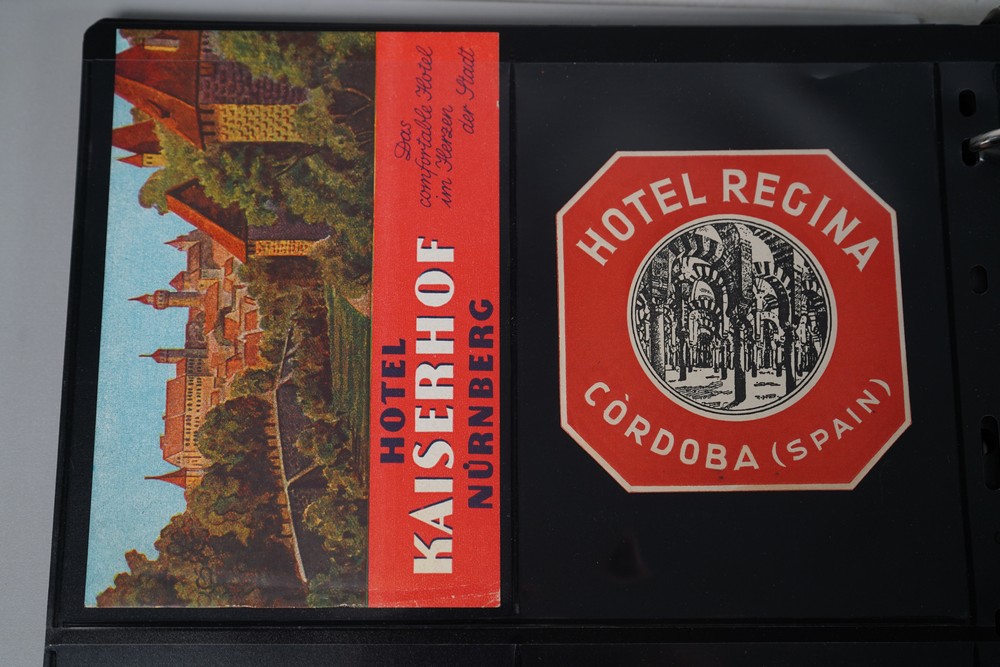 HOTEL
KAISERHOF
NÜRNBERG
Das
comfortable Hotel
im Herzen
der Stadt
HOTEL REGINA
CÒRDOBA (SPAIN)